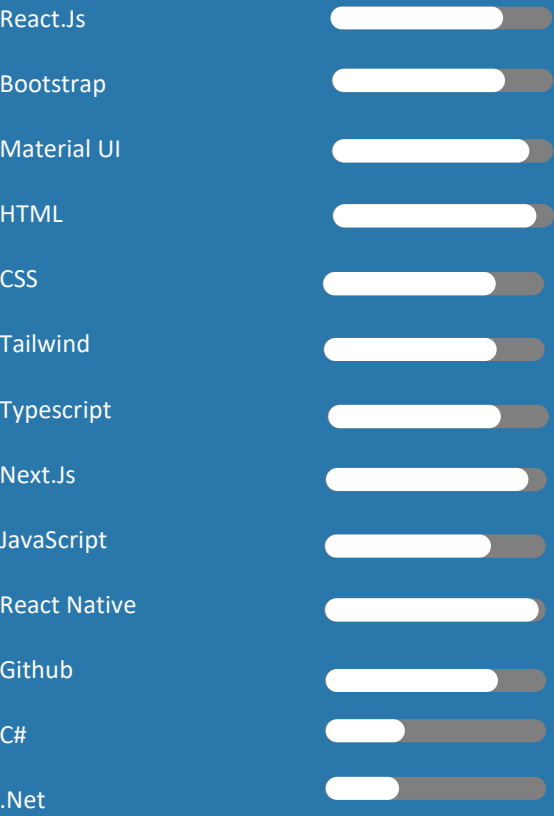 React.Js
Bootstrap
Material UI
HTML
CSS
Tailwind
Typescript
Next.Js
JavaScript
React Native
Github
C#
.Net